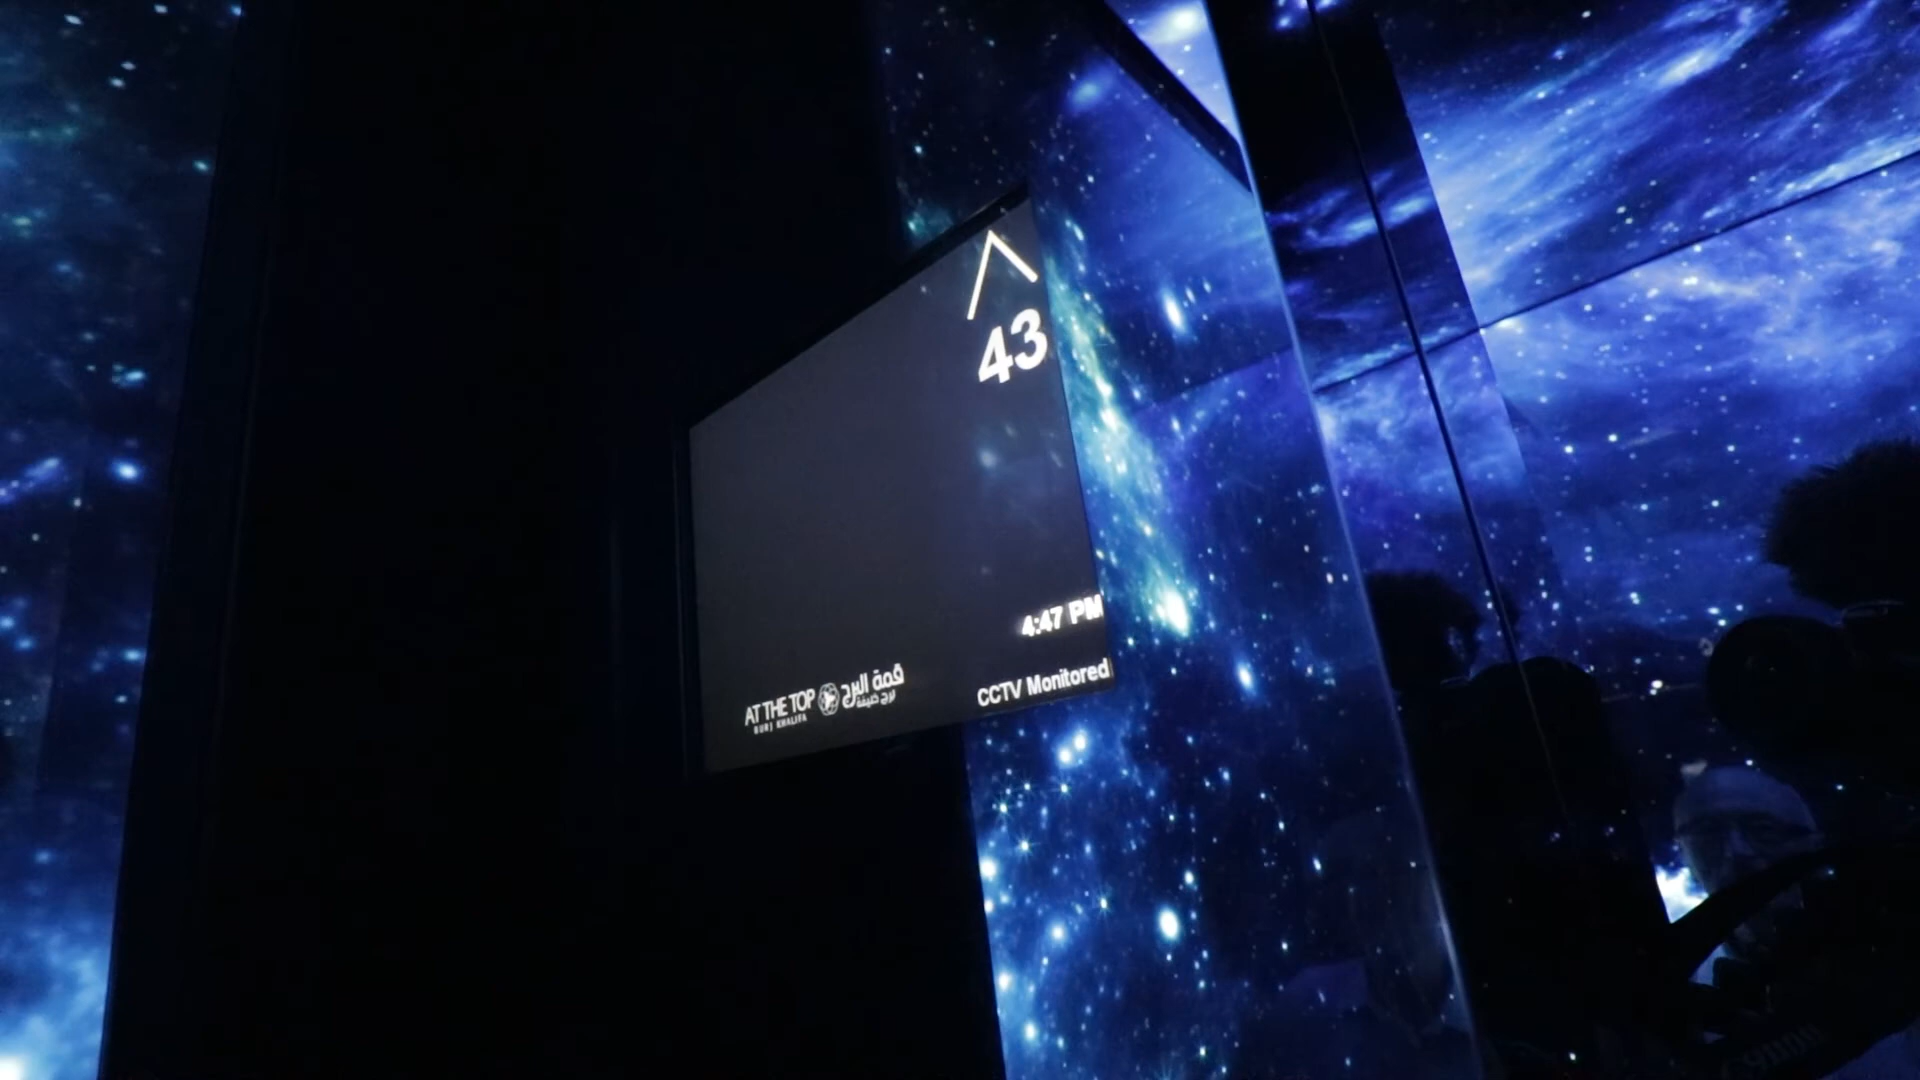 43
4:47 PM
CCTV Monitored
AT THE TOP
BURJ KHALIFA
قمة البرج
برج خليفة